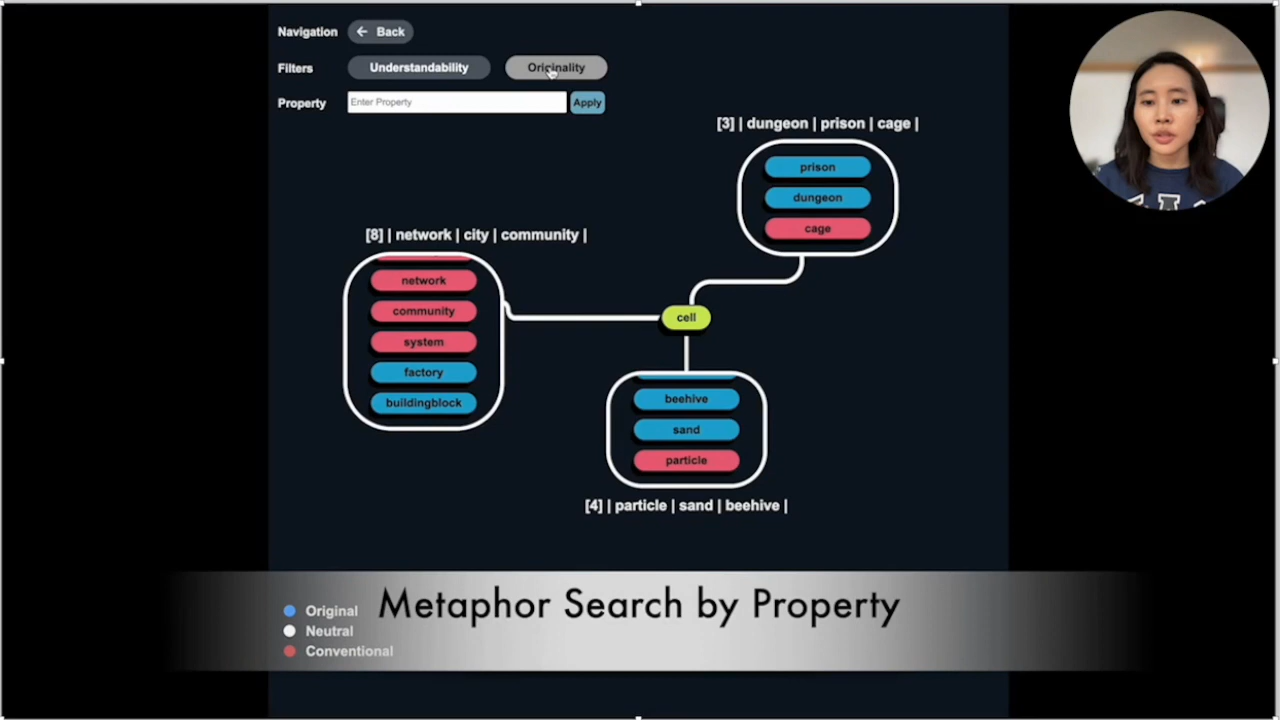 Navigation
Back
Filters
Understandability
Originality
Property
Enter Property
Apply
[3] | dungeon | prison | cage |
prison
dungeon
cage
[8] | network | city | community |
network
community
system
factory
buildingblock
cell
beehive
sand
particle
[4] | particle | sand | beehive |
Metaphor Search by Property
Original
Neutral
Conventional